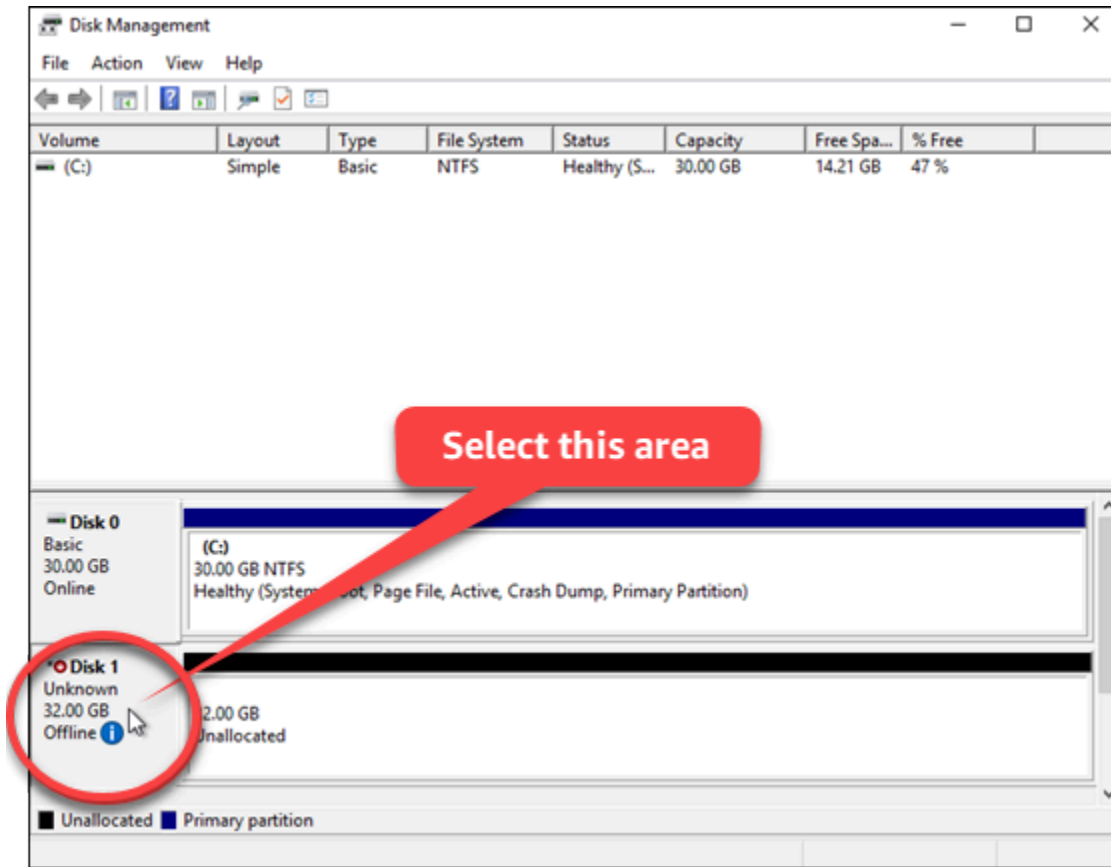 Disk Management
File Action View Help
Volume Layout Type File System Status Capacity Free Spa... % Free
(C:) Simple Basic NTFS Healthy (S... 30.00 GB 14.21 GB 47 %
Select this area
Disk 0
Basic
30.00 GB
Online
(C:)
30.00 GB NTFS
Healthy (System, Page File, Active, Crash Dump, Primary Partition)
Disk 1
Unknown
32.00 GB
Offline
2.00 GB
Unallocated
Unallocated Primary partition